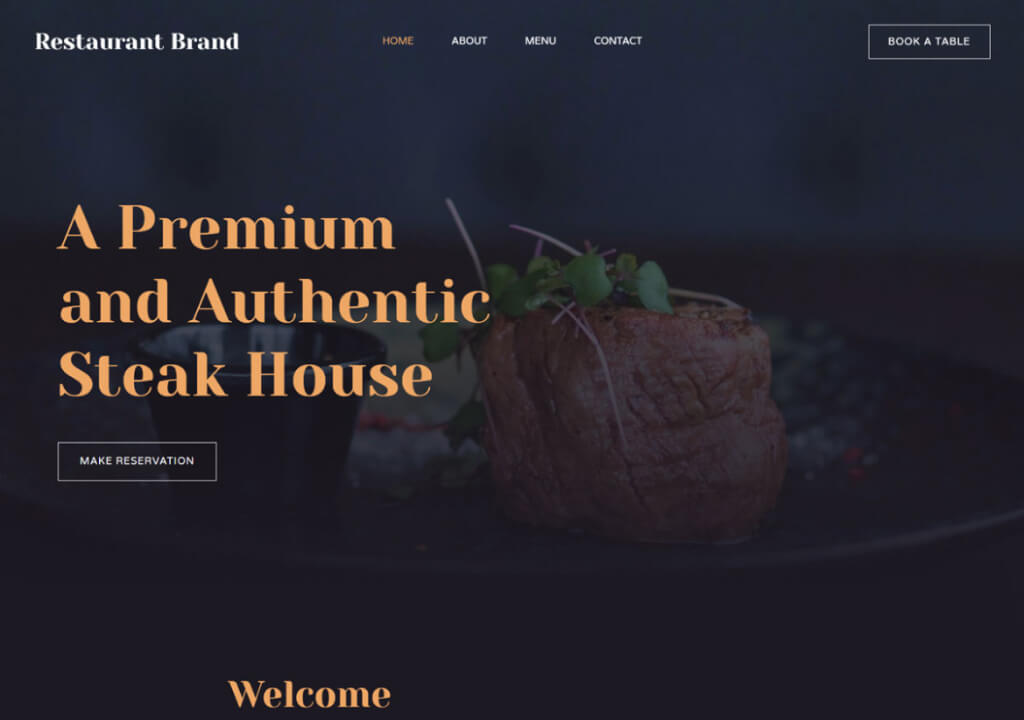 Restaurant Brand
HOME ABOUT MENU CONTACT
BOOK A TABLE
A Premium
and Authentic
Steak House
MAKE RESERVATION
Welcome